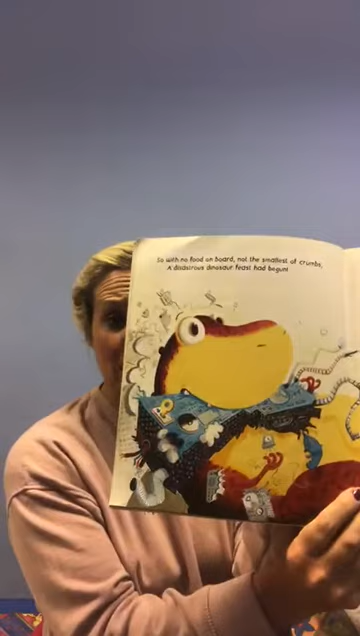 So with no food on board, not the smallest of crumbs,
A disastrous dinosaur feast had begun!